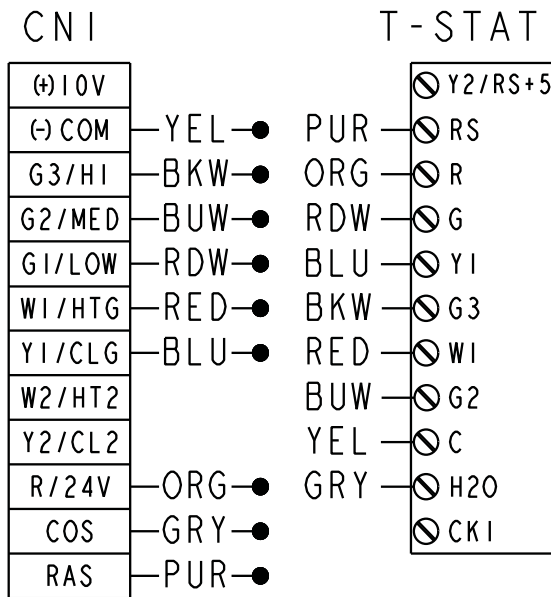 CNI T-STAT
(+)10V Y2/RS+5
(-) COM YEL PUR RS
G3/HI BKW ORG R
G2/MED BUW RDW G
G1/LOW RDW BLU Y1
W1/HTG RED BKW G3
Y1/CLG BLU RED W1
W2/HT2 BUW G2
Y2/CL2 YEL C
R/24V ORG GRY H2O
COS GRY CK1
RAS PUR